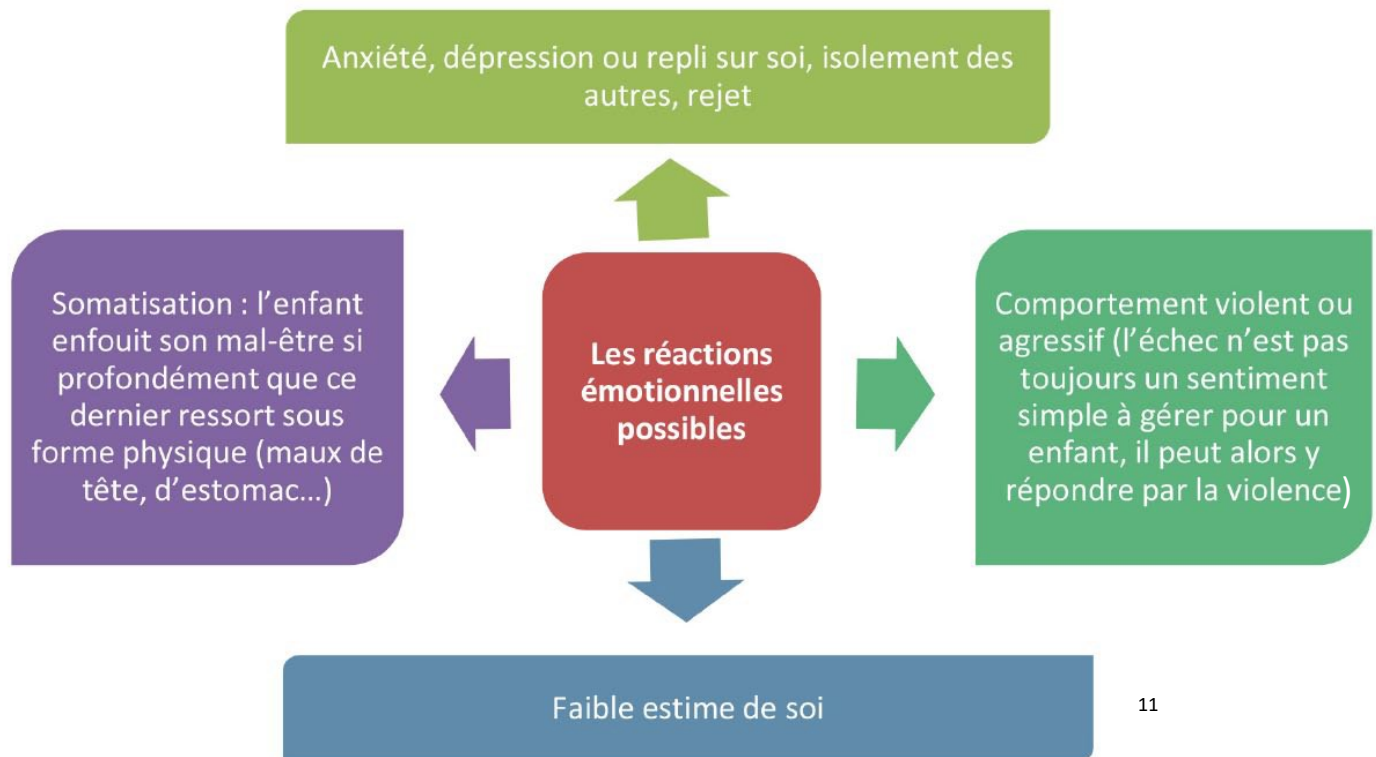 Anxiété, dépression ou repli sur soi, isolement des
autres, rejet
Somatisation : l'enfant
enfouit son mal-être si
profondément que ce
dernier ressort sous
forme physique (maux de
tête, d'estomac...)
Les réactions
émotionnelles
possibles
Comportement violent ou
agressif (l'échec n'est pas
toujours un sentiment
simple à gérer pour un
enfant, il peut alors y
répondre par la violence)
Faible estime de soi
11